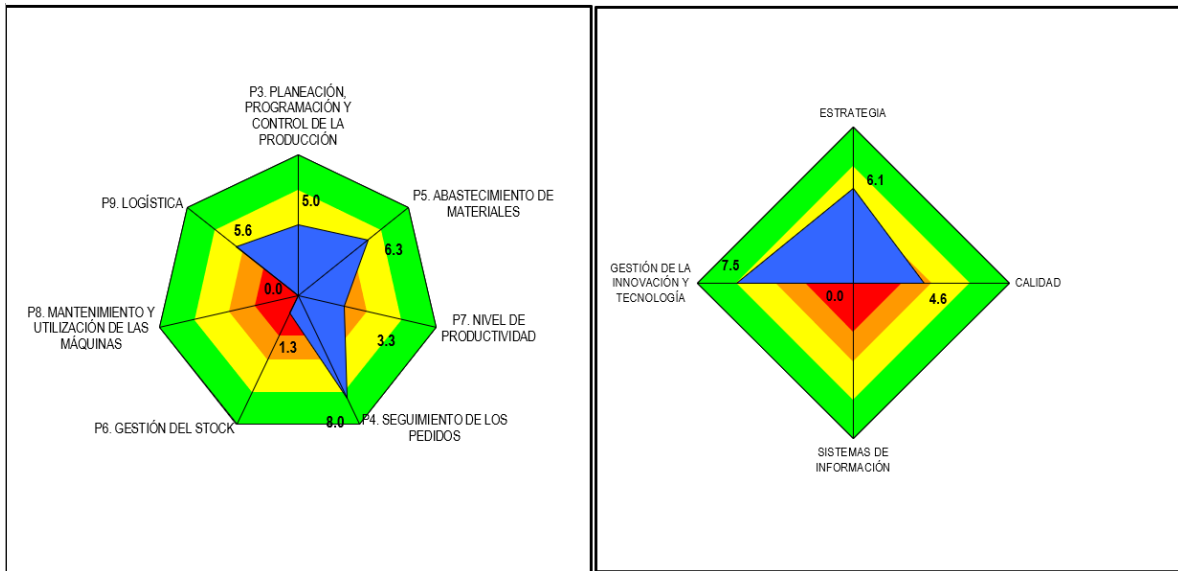 P3. PLANEACIÓN,
PROGRAMACIÓN Y
CONTROL DE LA
PRODUCCIÓN
5.0
P5. ABASTECIMIENTO DE
MATERIALES
6.3
P9. LOGÍSTICA
5.6
0.0
P8. MANTENIMIENTO Y
UTILIZACIÓN DE LAS
MÁQUINAS
P7. NIVEL DE
PRODUCTIVIDAD
3.3
1.3
P6. GESTIÓN DEL STOCK
8.0
P4. SEGUIMIENTO DE LOS
PEDIDOS
ESTRATEGIA
6.1
7.5
GESTIÓN DE LA
INNOVACIÓN Y
TECNOLOGÍA
0.0
4.6
CALIDAD
SISTEMAS DE
INFORMACIÓN